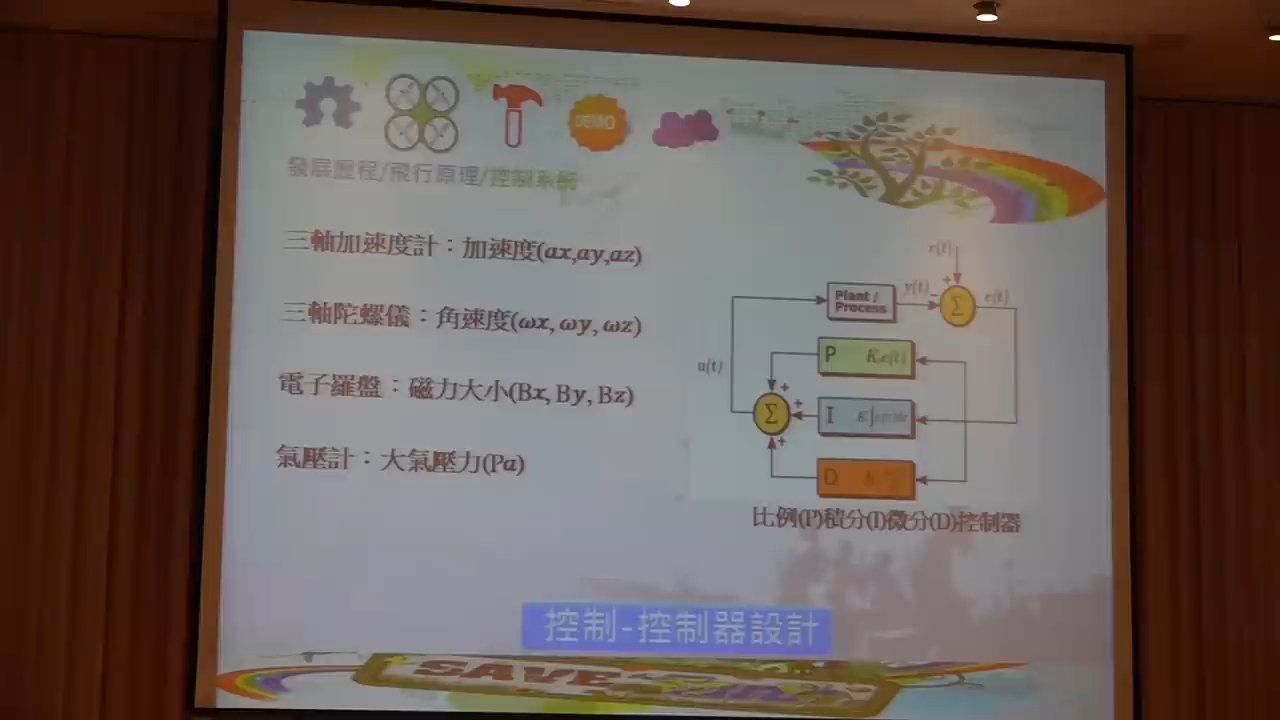 DEMO
發展歷程/飛行原理/控制系統
三軸加速度計：加速度(ax,ay,az)
三軸陀螺儀：角速度(ωx, ωy, ωz)
電子羅盤：磁力大小(Bx, By, Bz)
氣壓計：大氣壓力(Pa)
r(t)
Plant / Process
y(t)
Σ
e(t)
u(t)
P
Σ
I
D
比例(P)積分(I)微分(D)控制器
控制-控制器設計
SAVE